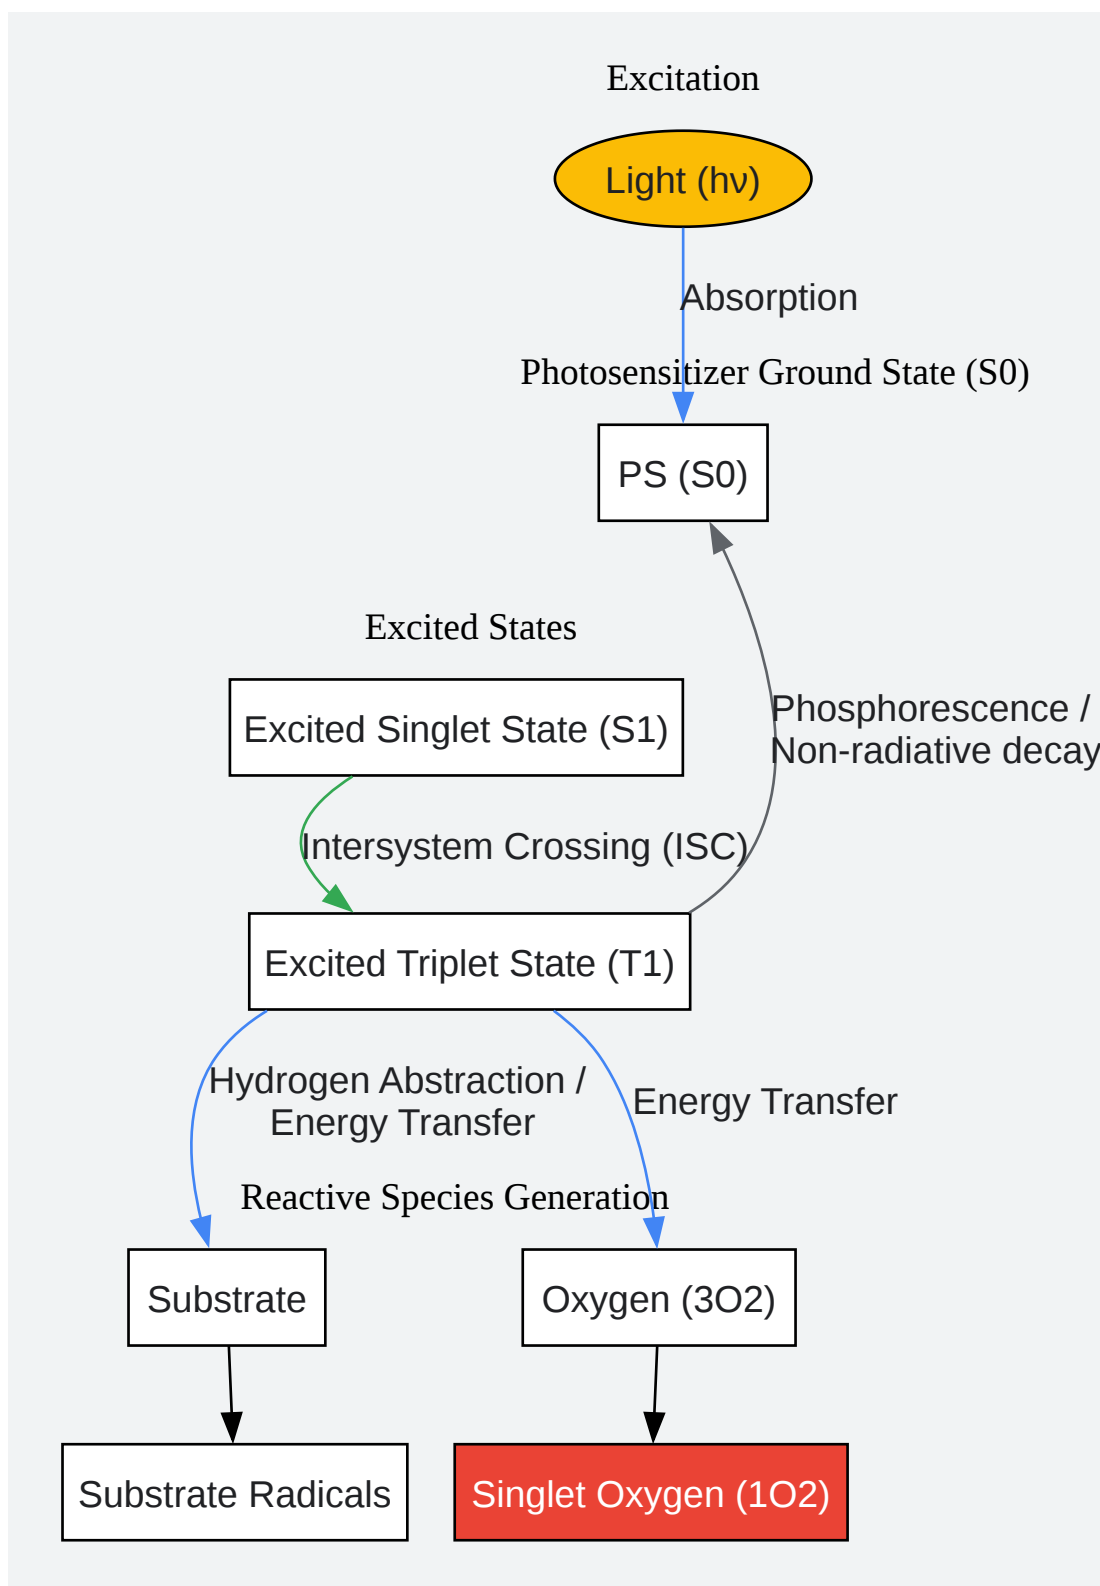 Excitation
Light (hν)
Absorption
Photosensitizer Ground State (S0)
PS (S0)
Excited States
Excited Singlet State (S1)
Phosphorescence /
Non-radiative decay
Intersystem Crossing (ISC)
Excited Triplet State (T1)
Hydrogen Abstraction /
Energy Transfer
Energy Transfer
Reactive Species Generation
Substrate
Oxygen (3O2)
Substrate Radicals
Singlet Oxygen (1O2)